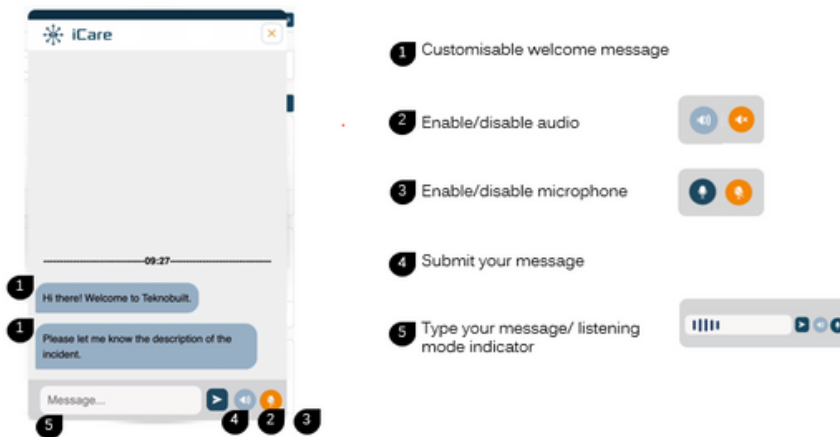 iCare
09:27
1
Hi there! Welcome to Teknobuilt.
1
Please let me know the description of the
incident.
Message...
5
4
2
3
1 Customisable welcome message
2 Enable/disable audio
3 Enable/disable microphone
4 Submit your message
5 Type your message/ listening
mode indicator